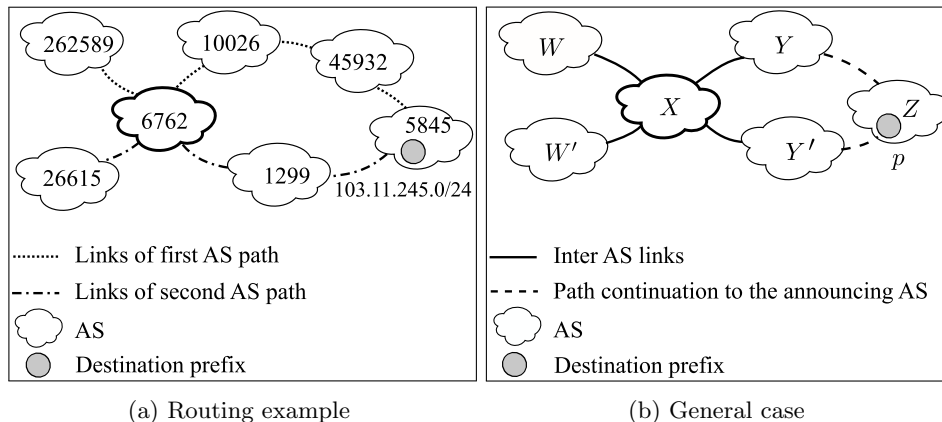 262589
10026
45932
6762
5845
26615
1299
103.11.245.0/24
Links of first AS path
Links of second AS path
AS
Destination prefix
(a) Routing example
W
Y
X
Z
W'
Y'
p
Inter AS links
Path continuation to the announcing AS
AS
Destination prefix
(b) General case